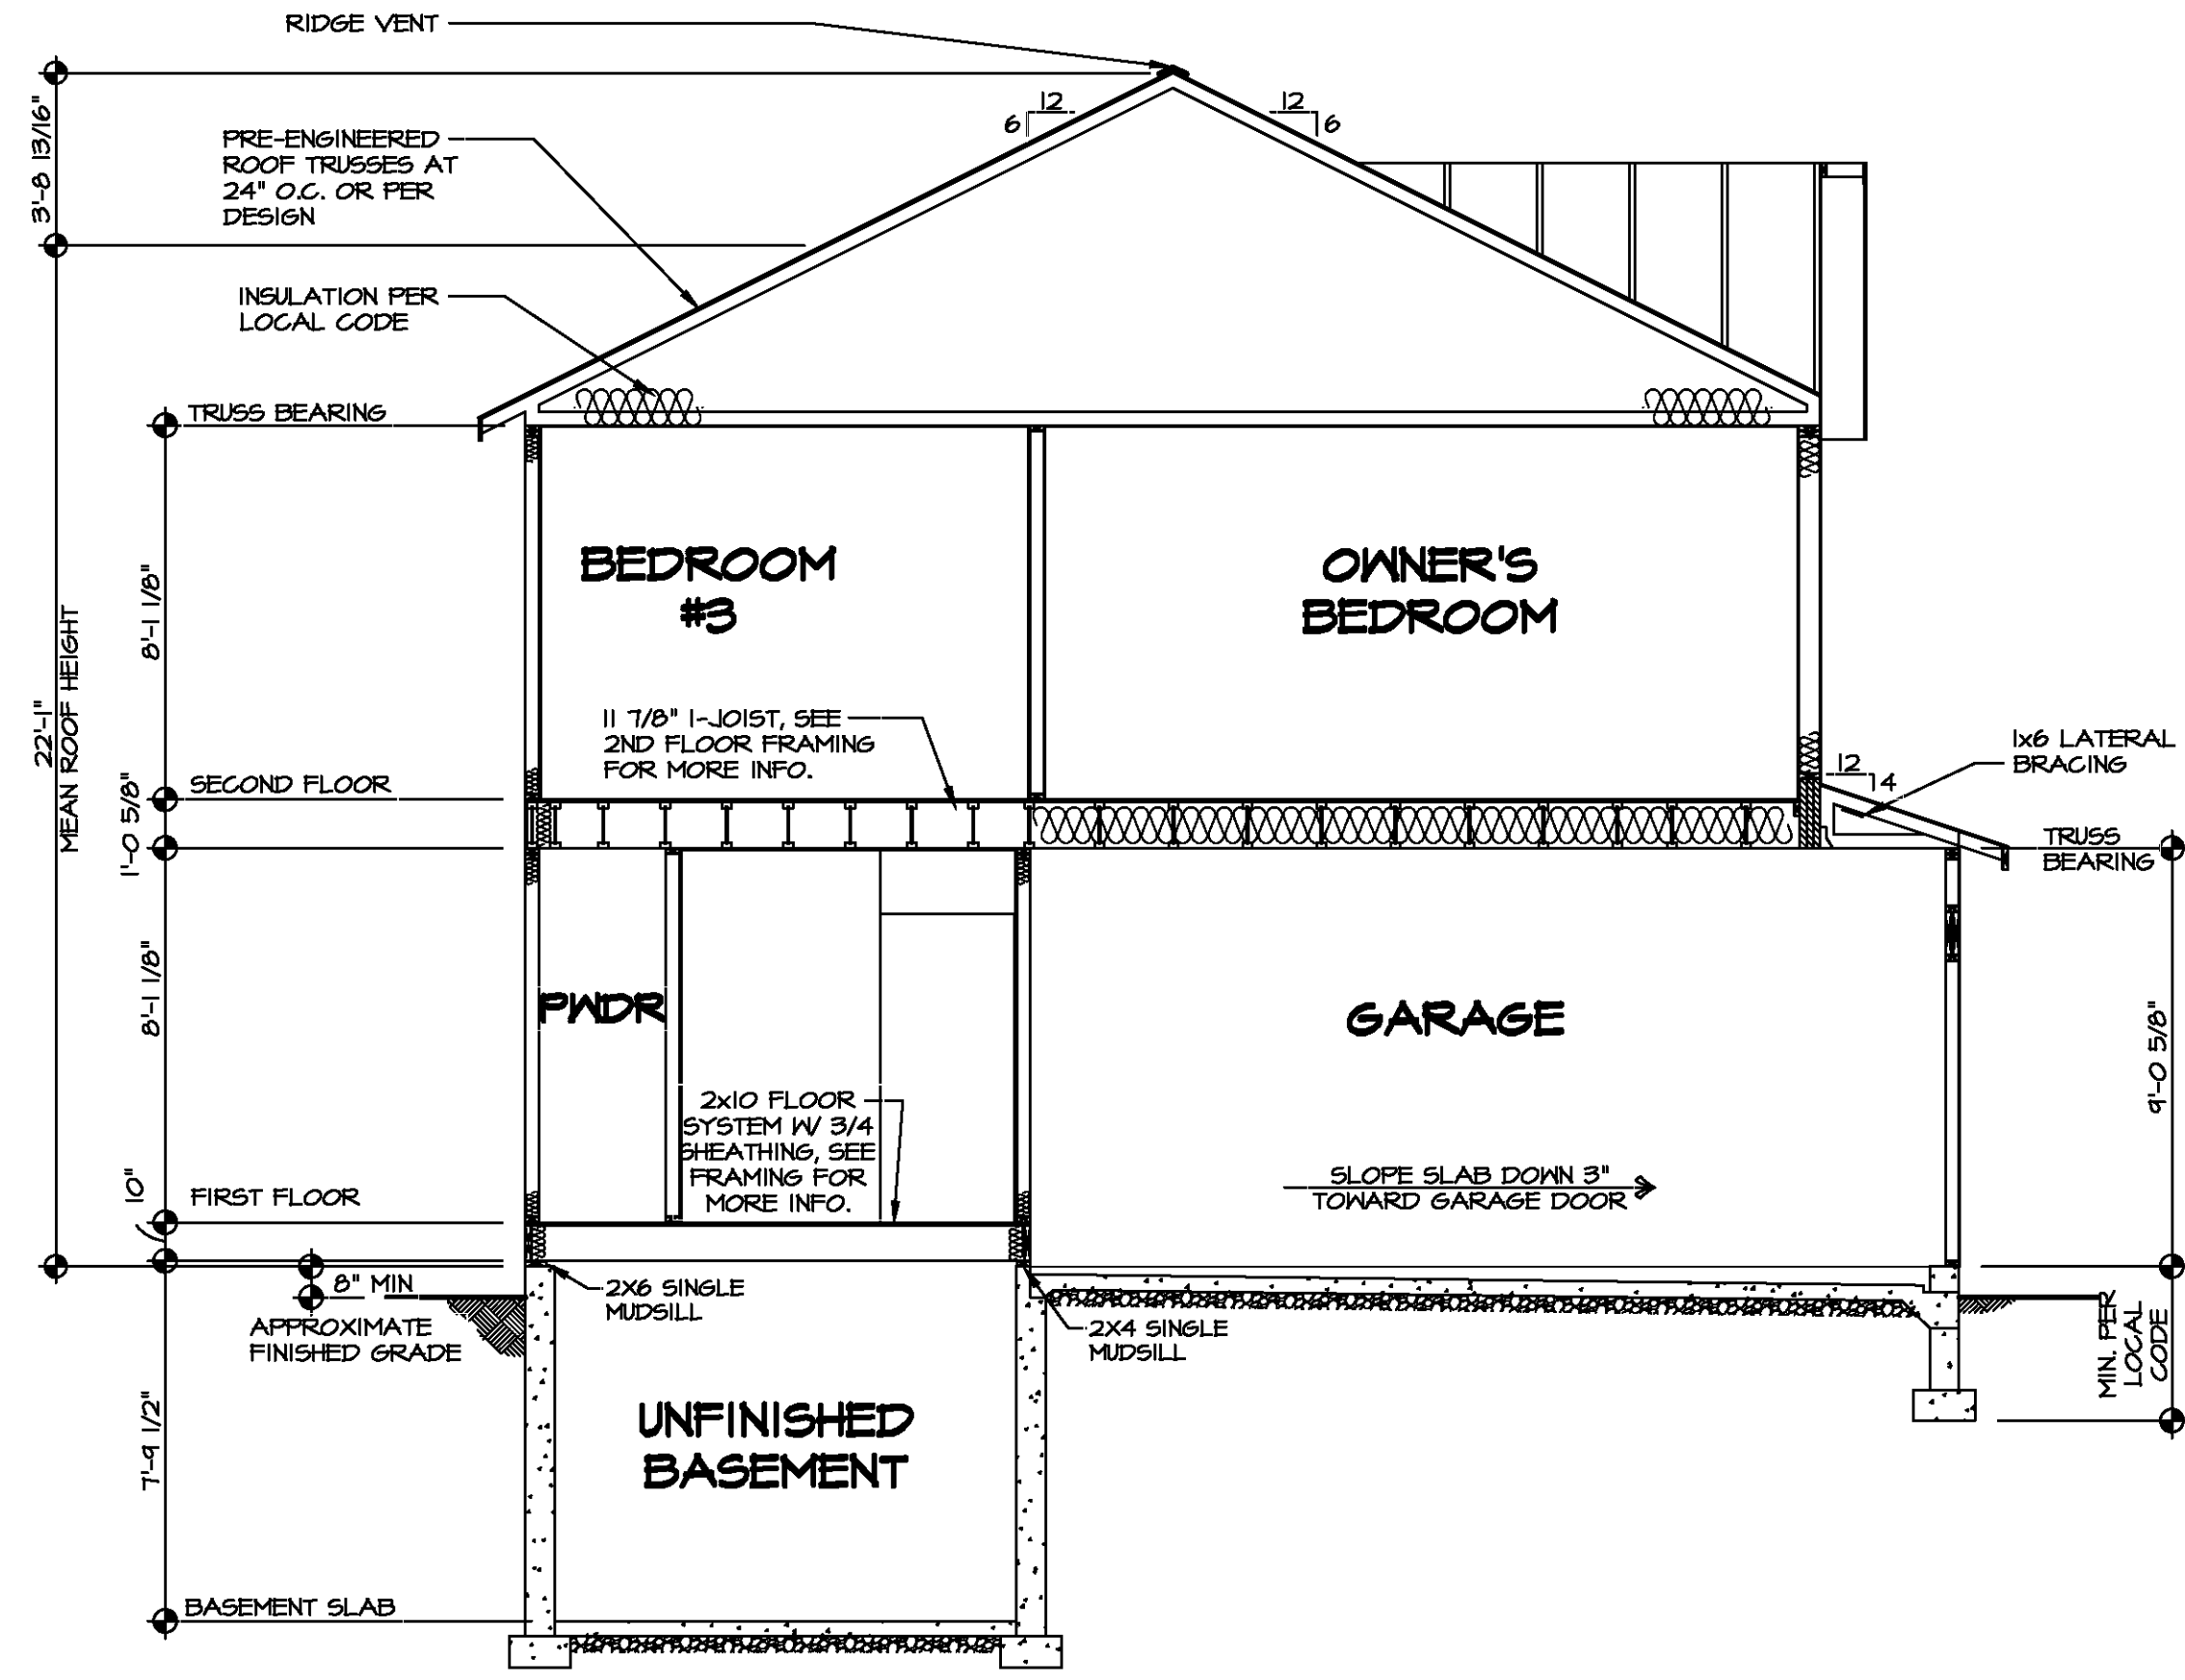 RIDGE VENT
12
6
12
6
3'-8 13/16"
PRE-ENGINEERED
ROOF TRUSSES AT
24" O.C. OR PER
DESIGN
INSULATION PER
LOCAL CODE
TRUSS BEARING
8'-1 1/8"
BEDROOM
#3
OWNER'S
BEDROOM
22'-1"
MEAN ROOF HEIGHT
11 7/8" I-JOIST, SEE
2ND FLOOR FRAMING
FOR MORE INFO.
1x6 LATERAL
BRACING
12
4
SECOND FLOOR
1'-0 5/8"
TRUSS
BEARING
8'-1 1/8"
PWDR
GARAGE
9'-0 5/8"
2x10 FLOOR
SYSTEM W/ 3/4
SHEATHING, SEE
FRAMING FOR
MORE INFO.
SLOPE SLAB DOWN 3"
TOWARD GARAGE DOOR
10"
FIRST FLOOR
8" MIN
APPROXIMATE
FINISHED GRADE
2X6 SINGLE
MUDSILL
2X4 SINGLE
MUDSILL
MIN. PER
LOCAL
CODE
7'-9 1/2"
UNFINISHED
BASEMENT
BASEMENT SLAB